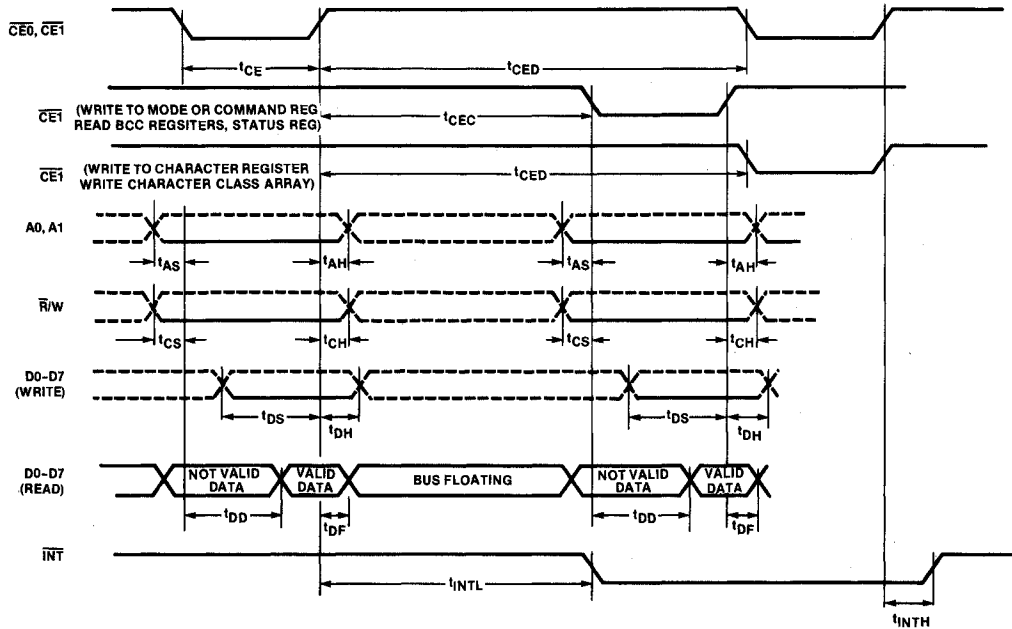 CE0, CE1
tCE
tCED
CE1 (WRITE TO MODE OR COMMAND REG
READ BCC REGSITERS, STATUS REG)
tCEC
CE1 (WRITE TO CHARACTER REGISTER
WRITE CHARACTER CLASS ARRAY)
tCED
A0, A1
tAS tAH tAS tAH
R/W
tCS tCH tCS tCH
D0-D7
(WRITE)
tDS tDH tDS tDH
D0-D7
(READ)
NOT VALID DATA
VALID DATA
BUS FLOATING
NOT VALID DATA
VALID DATA
tDD tDF tDD tDF
INT
tINTL
tINTH